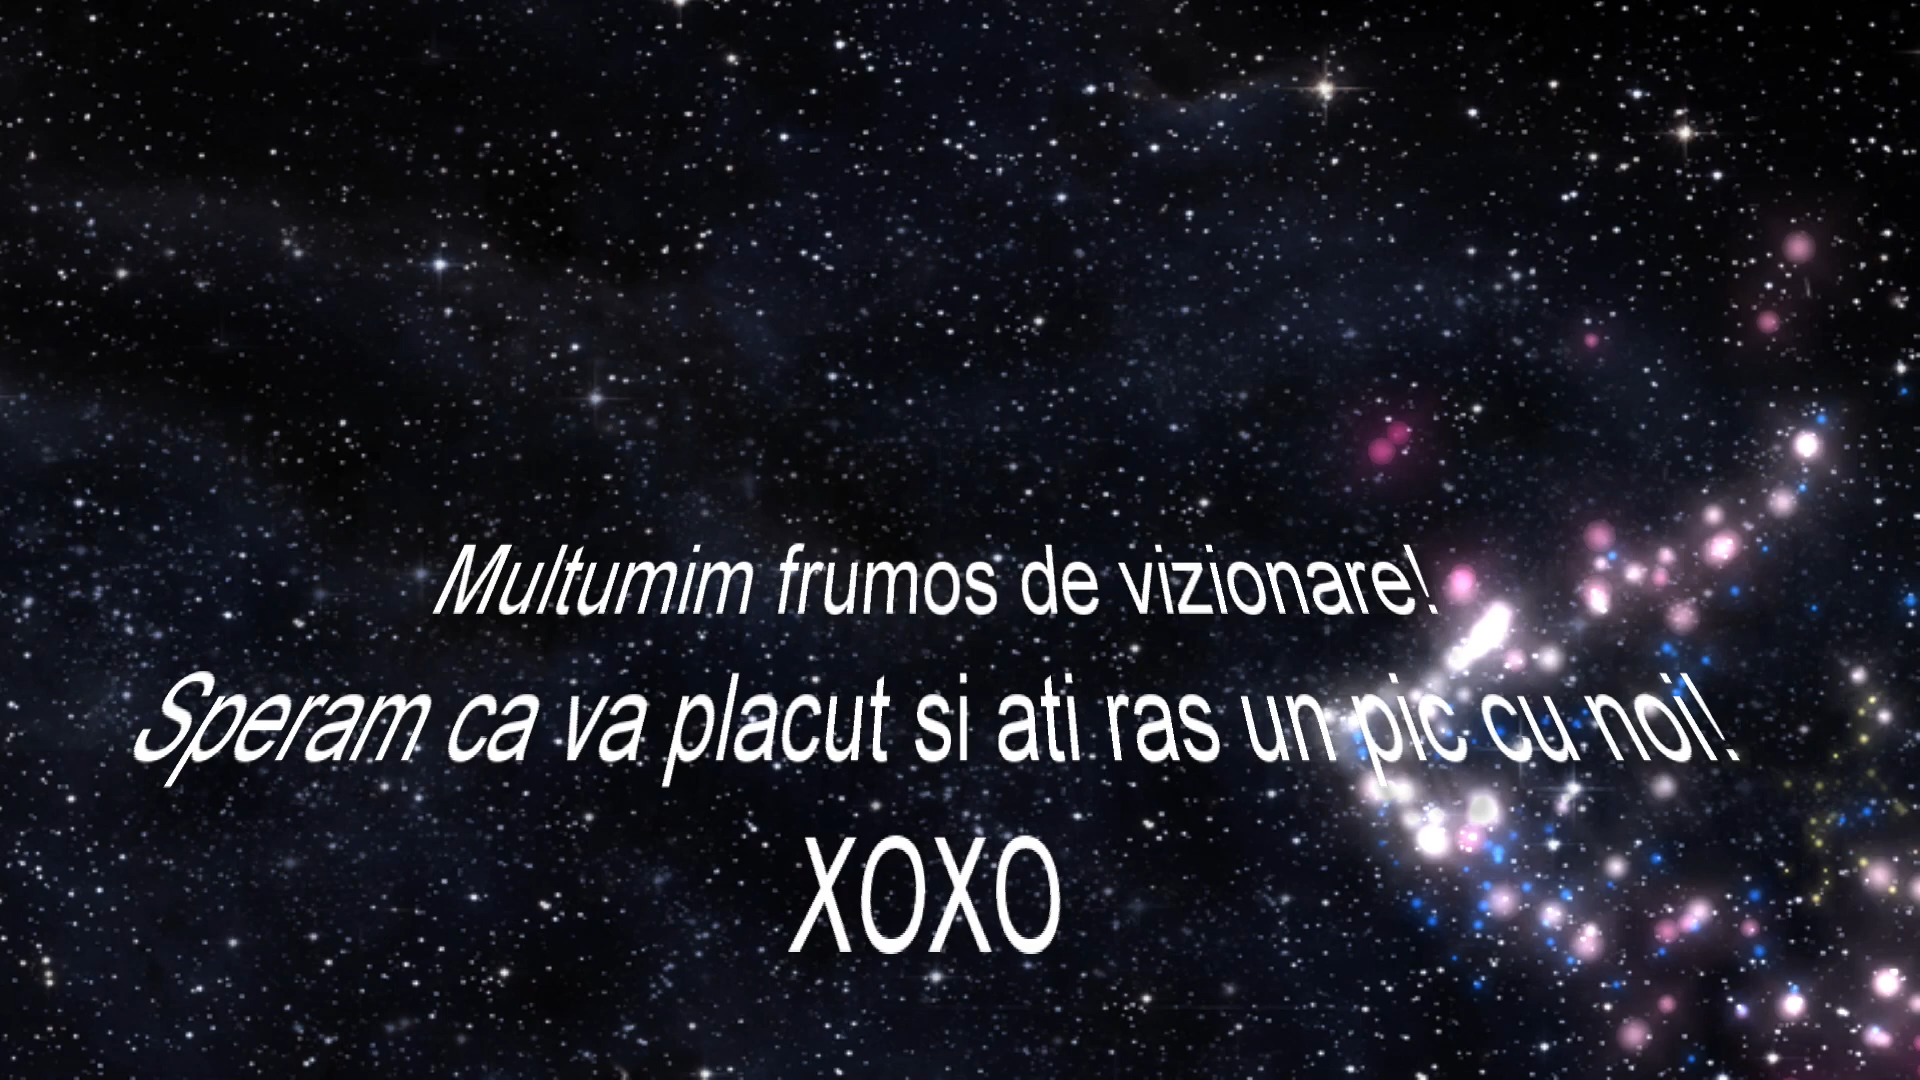 Multumim frumos de vizionare!
Speram ca va placut si ati ras un pic cu noi!
XOXO